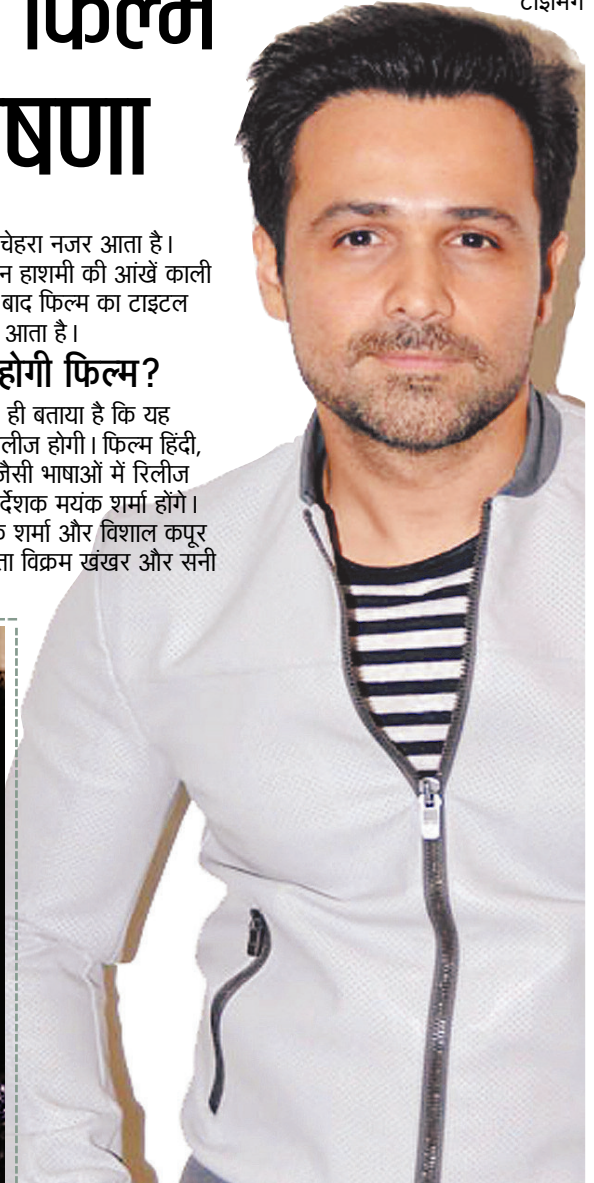 फिल्म
षणा
टाइमिंग
चेहरा नजर आता है।
न हाशमी की आंखें काली
बाद फिल्म का टाइटल
आता है।
होगी फिल्म?
ही बताया है कि यह
लीज होगी। फिल्म हिंदी,
जैसी भाषाओं में रिलीज
र्देशक मयंक शर्मा होंगे।
क शर्मा और विशाल कपूर
ता विक्रम खंखर और सनी